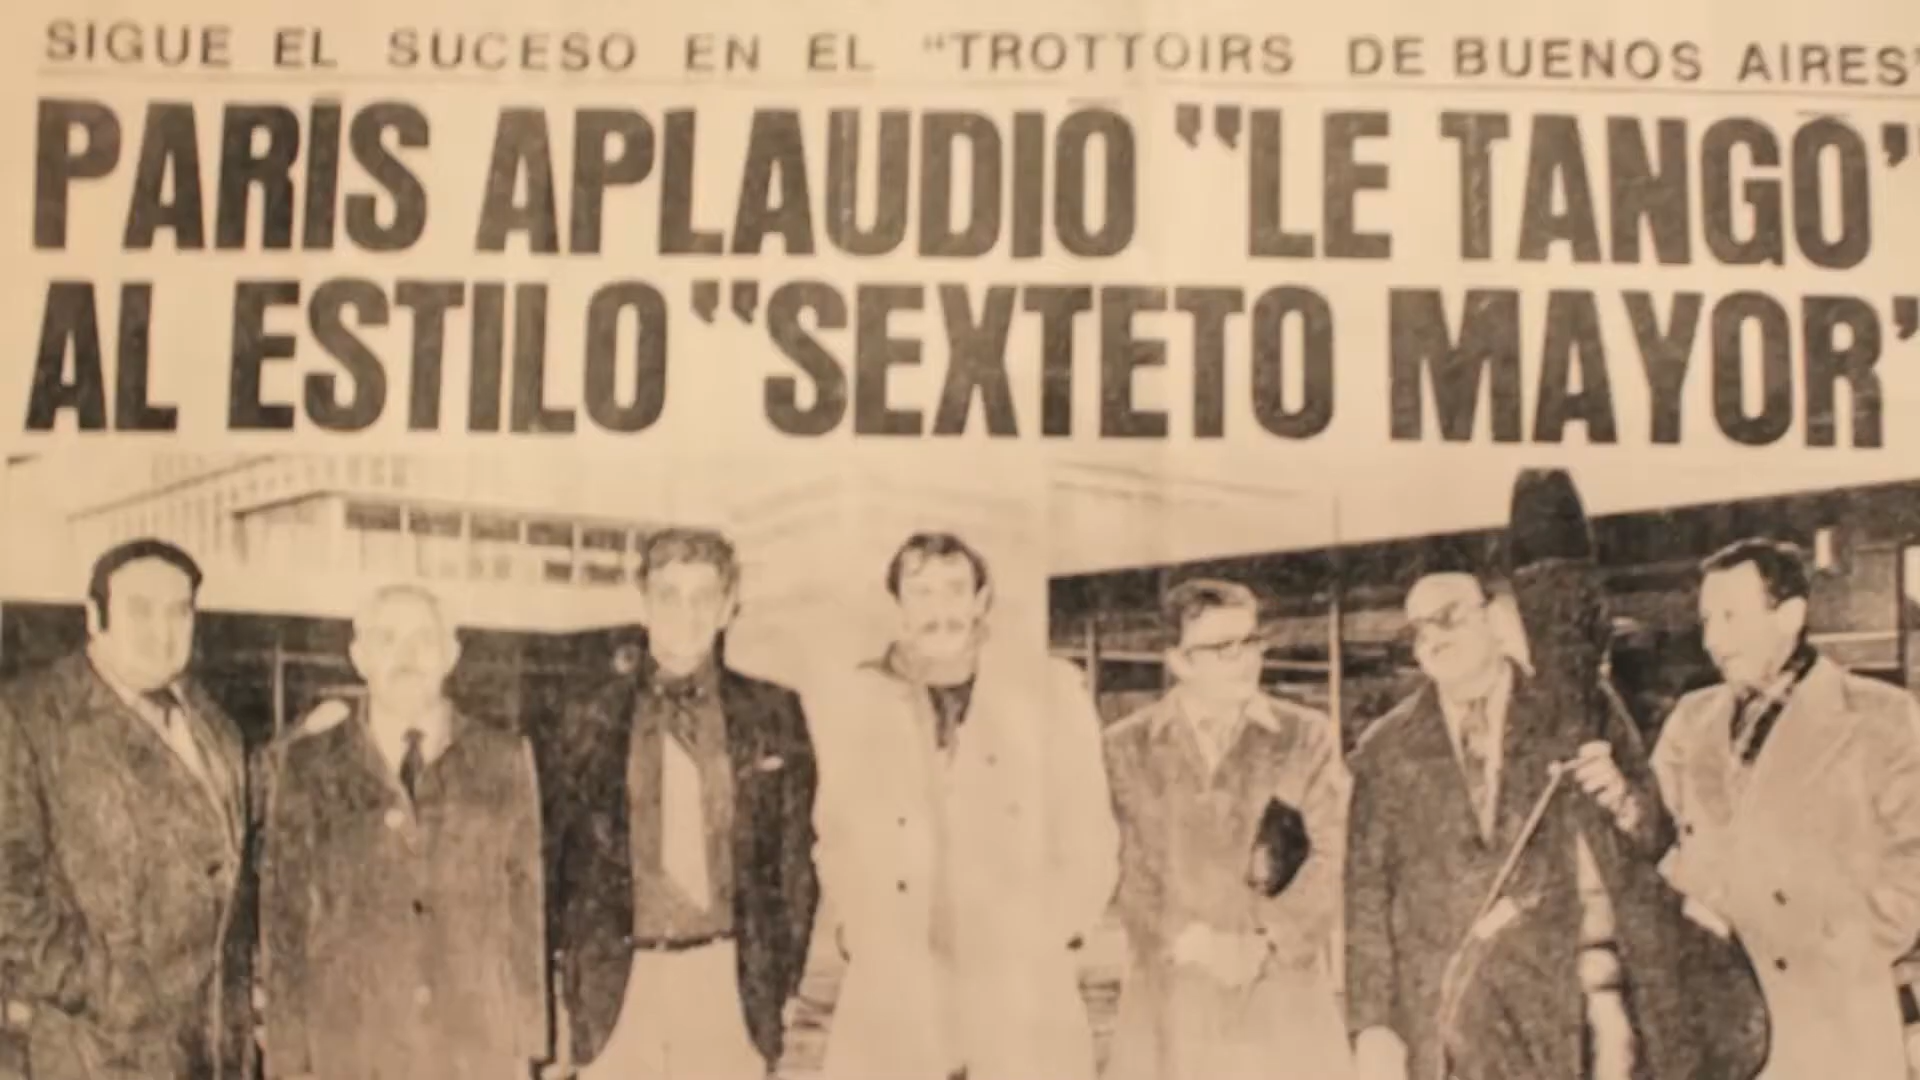 SIGUE EL SUCESO EN EL "TROTTOIRS DE BUENOS AIRES"
PARIS APLAUDIO "LE TANGO"
AL ESTILO "SEXTETO MAYOR"